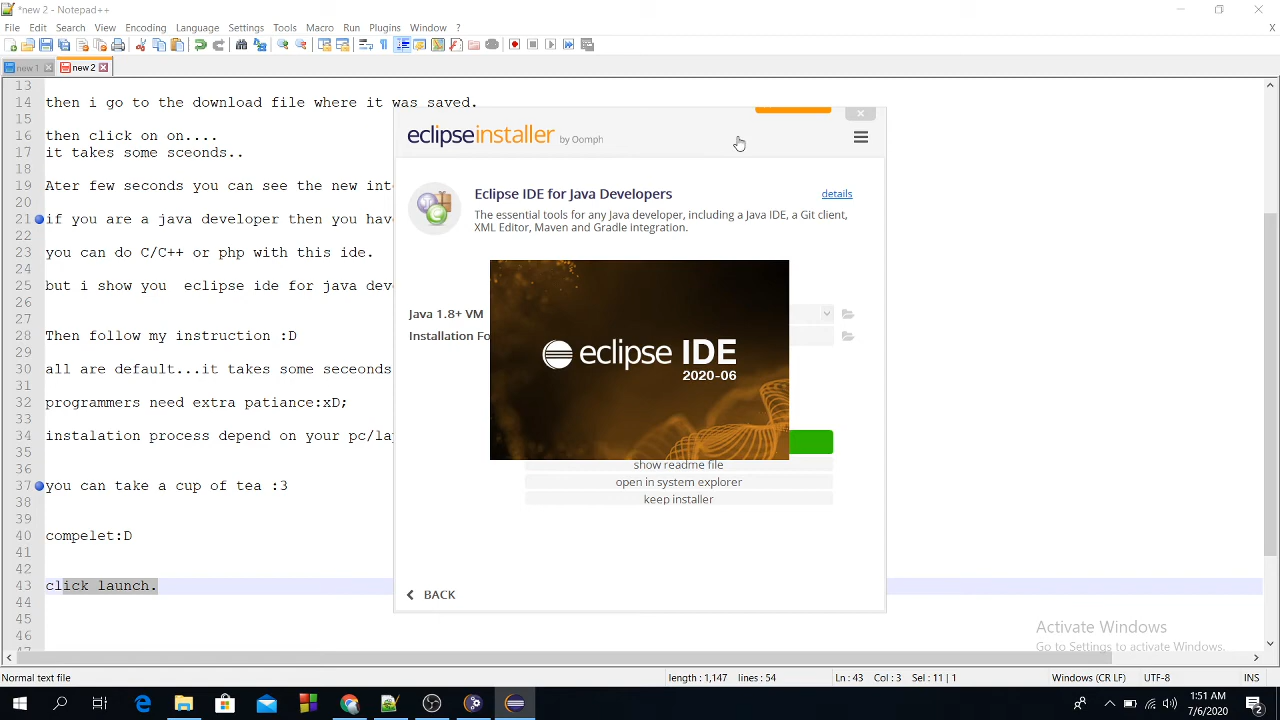 *new 2 - Notepad++
File Edit Search View Encoding Language Settings Tools Macro Run Plugins Window ?
X
new 1 new 2
13
14 then i go to the download file where it was saved.
15
16 then click on on....
17 it takes some sceonds..
18
19 Ater few seconds you can see the new int
20
21 if you are a java developer then you hav
22
23 you can do C/C++ or php with this ide.
24
25 but i show you eclipse ide for java dev
26
27
28 Then follow my instruction :D
29
30 all are default...it takes some seceonds
31
32 programmers need extra patiance:xD;
33
34 instalation process depend on your pc/la
35
36
37 you can take a cup of tea :3
38
39
40 compelet:D
41
42
43 click launch.
44
45
46
47
eclipseinstaller by Oomph
Eclipse IDE for Java Developers
details
The essential tools for any Java developer, including a Java IDE, a Git client,
XML Editor, Maven and Gradle integration.
Java 1.8+ VM
Installation Fo
eclipse IDE
2020-06
show readme file
open in system explorer
keep installer
BACK
Activate Windows
Go to Settings to activate Windows.
Normal text file
length : 1,147 lines : 54
Ln : 43 Col : 3 Sel : 11 | 1
Windows (CR LF)
UTF-8
INS
1:51 AM
7/6/2020
2